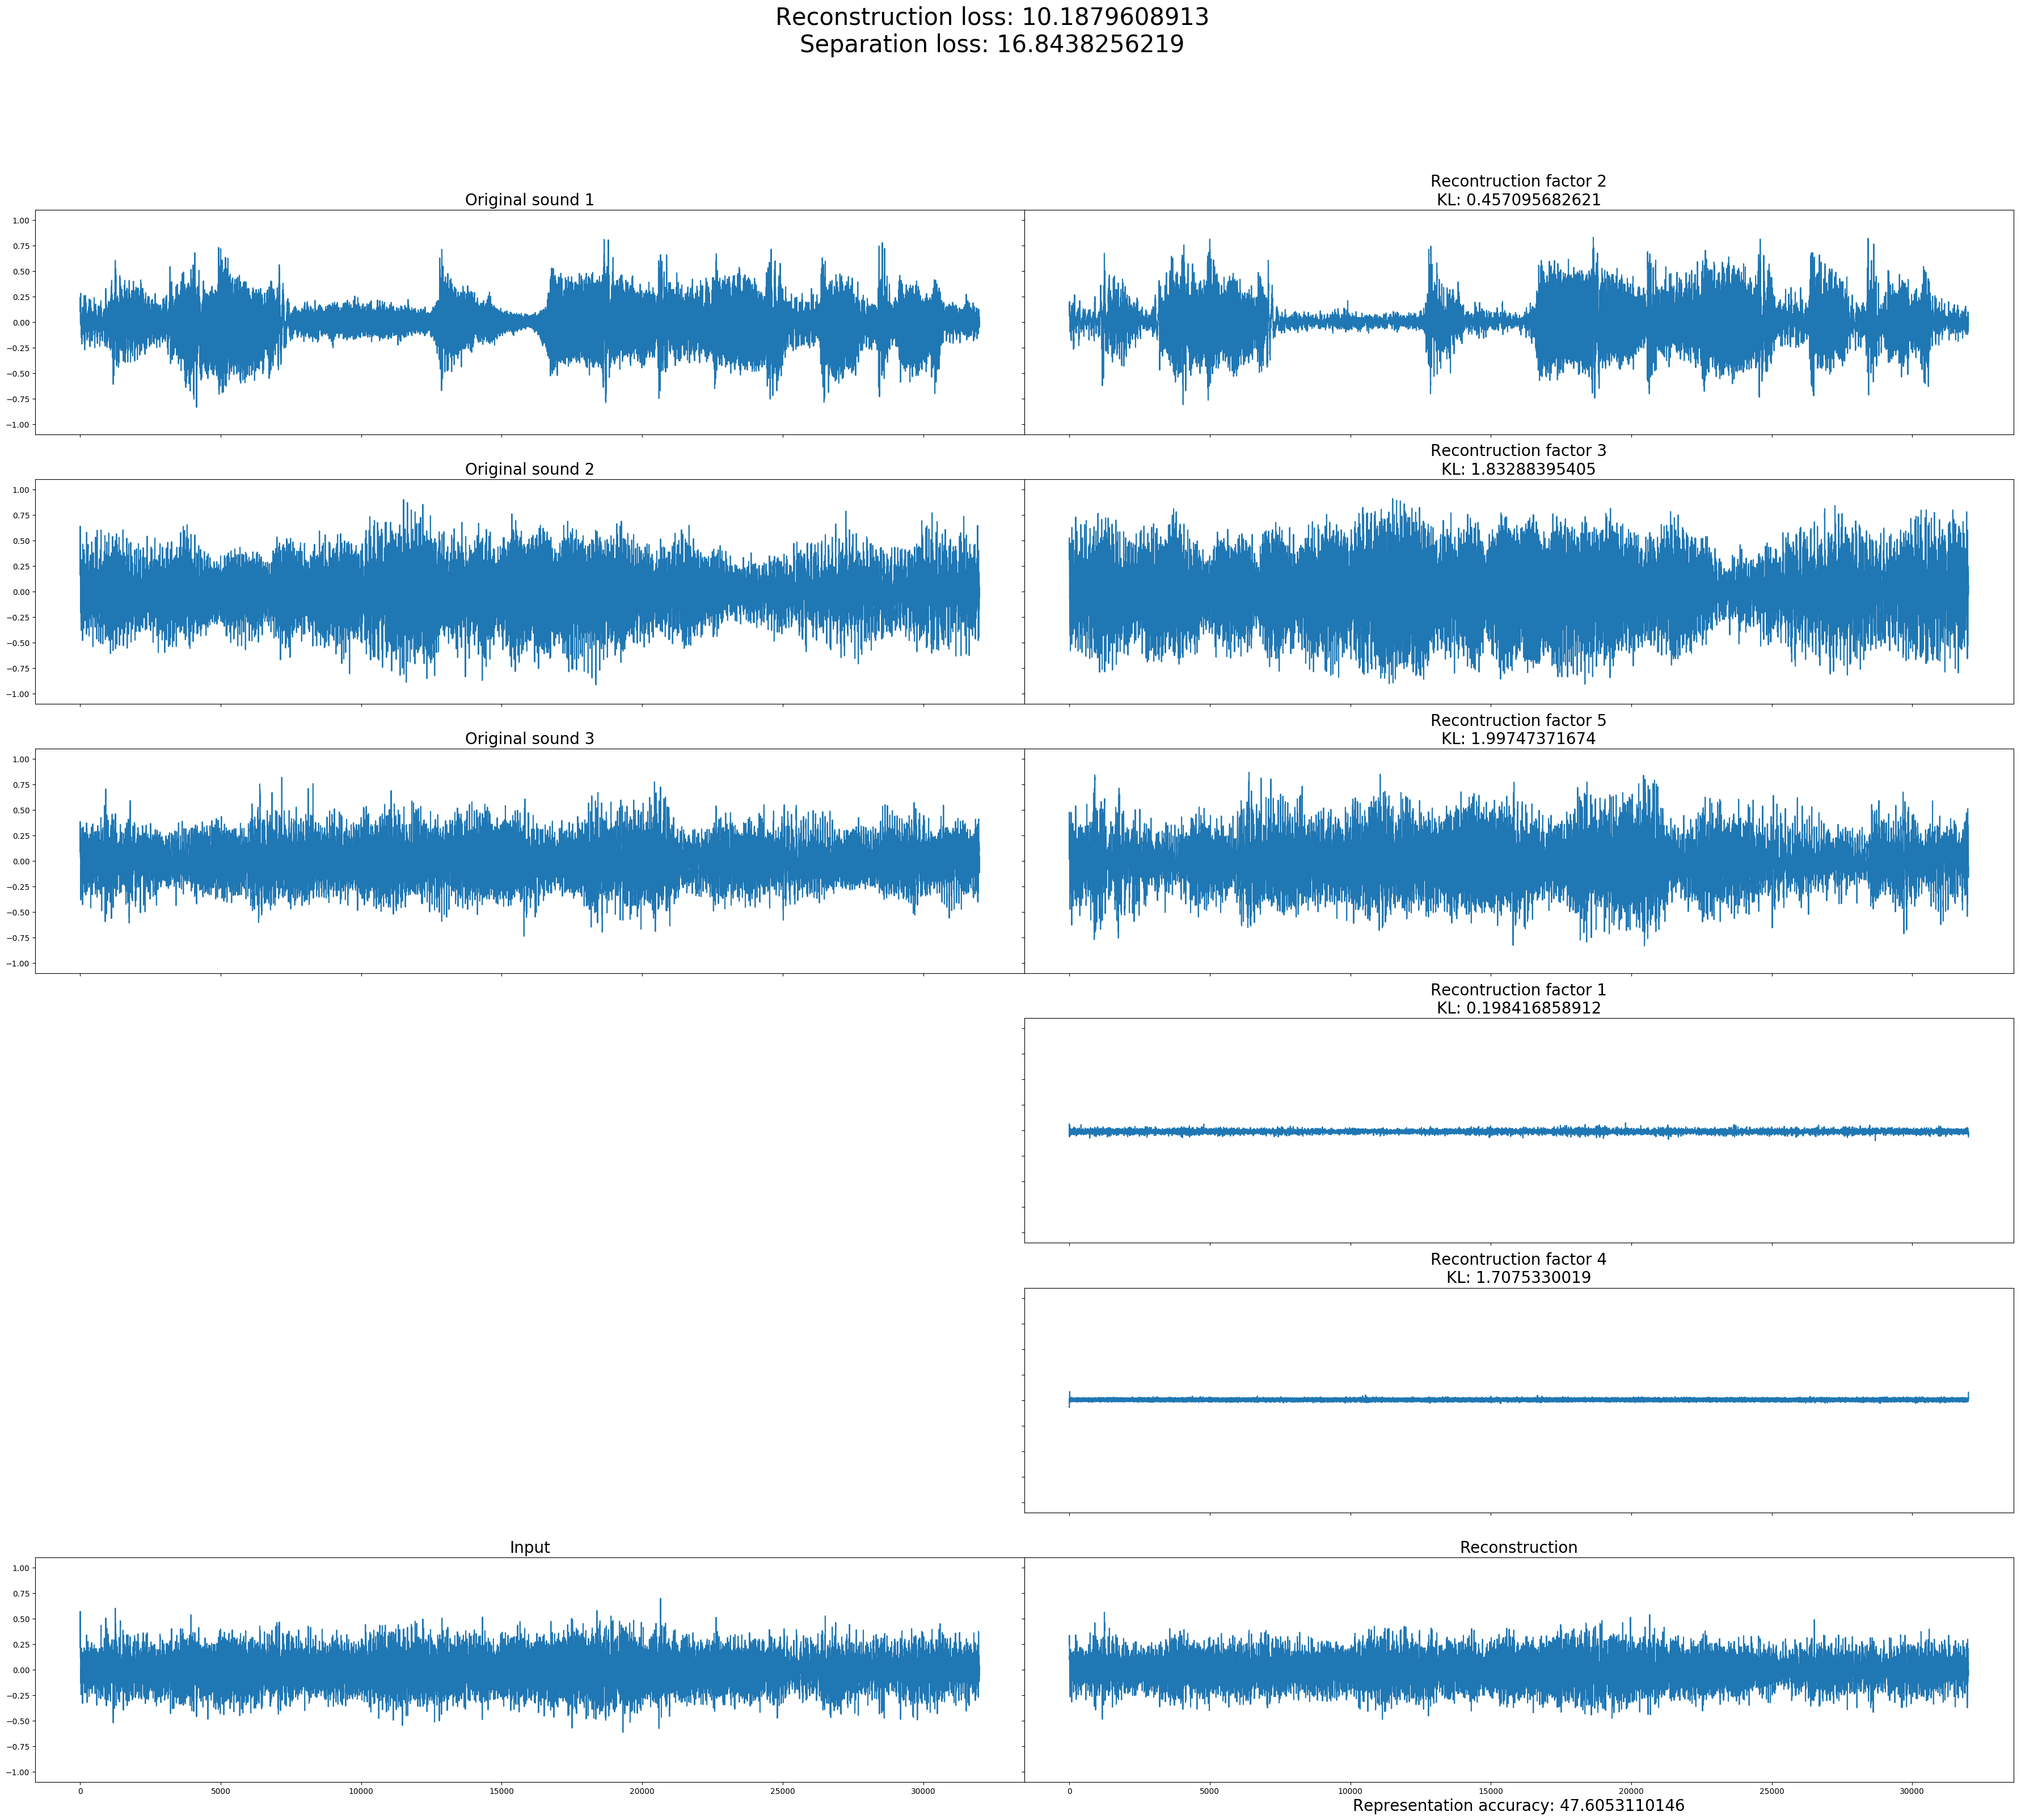 Reconstruction loss: 10.1879608913
Separation loss: 16.8438256219
Original sound 1
Recontruction factor 2
KL: 0.457095682621
1.00
0.75
0.50
0.25
0.00
−0.25
−0.50
−0.75
−1.00
Original sound 2
Recontruction factor 3
KL: 1.83288395405
1.00
0.75
0.50
0.25
0.00
−0.25
−0.50
−0.75
−1.00
Original sound 3
Recontruction factor 5
KL: 1.99747371674
1.00
0.75
0.50
0.25
0.00
−0.25
−0.50
−0.75
−1.00
Recontruction factor 1
KL: 0.198416858912
Recontruction factor 4
KL: 1.7075330019
Input
Reconstruction
1.00
0.75
0.50
0.25
0.00
−0.25
−0.50
−0.75
−1.00
0 5000 10000 15000 20000 25000 30000
0 5000 10000 15000 20000 25000 30000
Representation accuracy: 47.6053110146